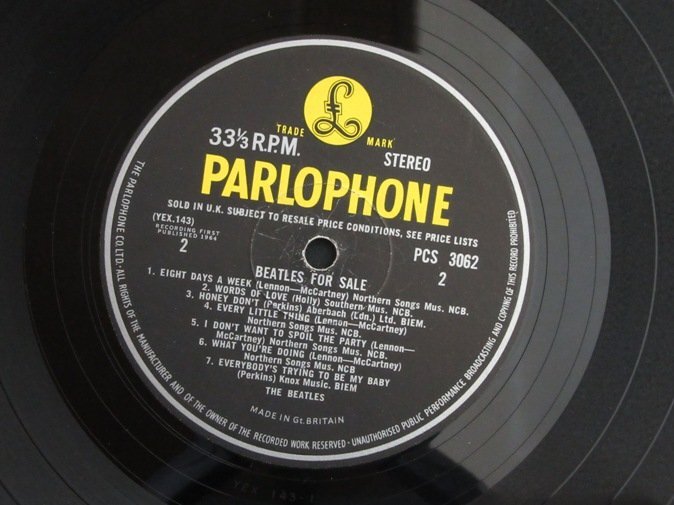 £
TRADE MARK
33⅓ R.P.M. STEREO
PARLOPHONE
SOLD IN U.K. SUBJECT TO RESALE PRICE CONDITIONS, SEE PRICE LISTS
(YEX.143) PCS 3062
RECORDING FIRST
PUBLISHED 1964
2 2
BEATLES FOR SALE
1. EIGHT DAYS A WEEK (Lennon—McCartney) Northern Songs Mus. NCB.
2. WORDS OF LOVE (Holly) Southern Mus. NCB.
3. HONEY DON'T (Perkins) Aberbach (Ldn.) Ltd. BIEM.
4. EVERY LITTLE THING (Lennon—McCartney)
Northern Songs Mus. NCB.
5. I DON'T WANT TO SPOIL THE PARTY (Lennon—
McCartney) Northern Songs Mus. NCB.
6. WHAT YOU'RE DOING (Lennon—McCartney)
Northern Songs Mus. NCB
7. EVERYBODY'S TRYING TO BE MY BABY
(Perkins) Knox Music. BIEM
THE BEATLES
MADE IN Gt. BRITAIN
THE PARLOPHONE CO LTD · ALL RIGHTS OF THE MANUFACTURER AND OF THE OWNER OF THE RECORDED WORK RESERVED · UNAUTHORISED PUBLIC PERFORMANCE BROADCASTING AND COPYING OF THIS RECORD PROHIBITED
YEX 143-1